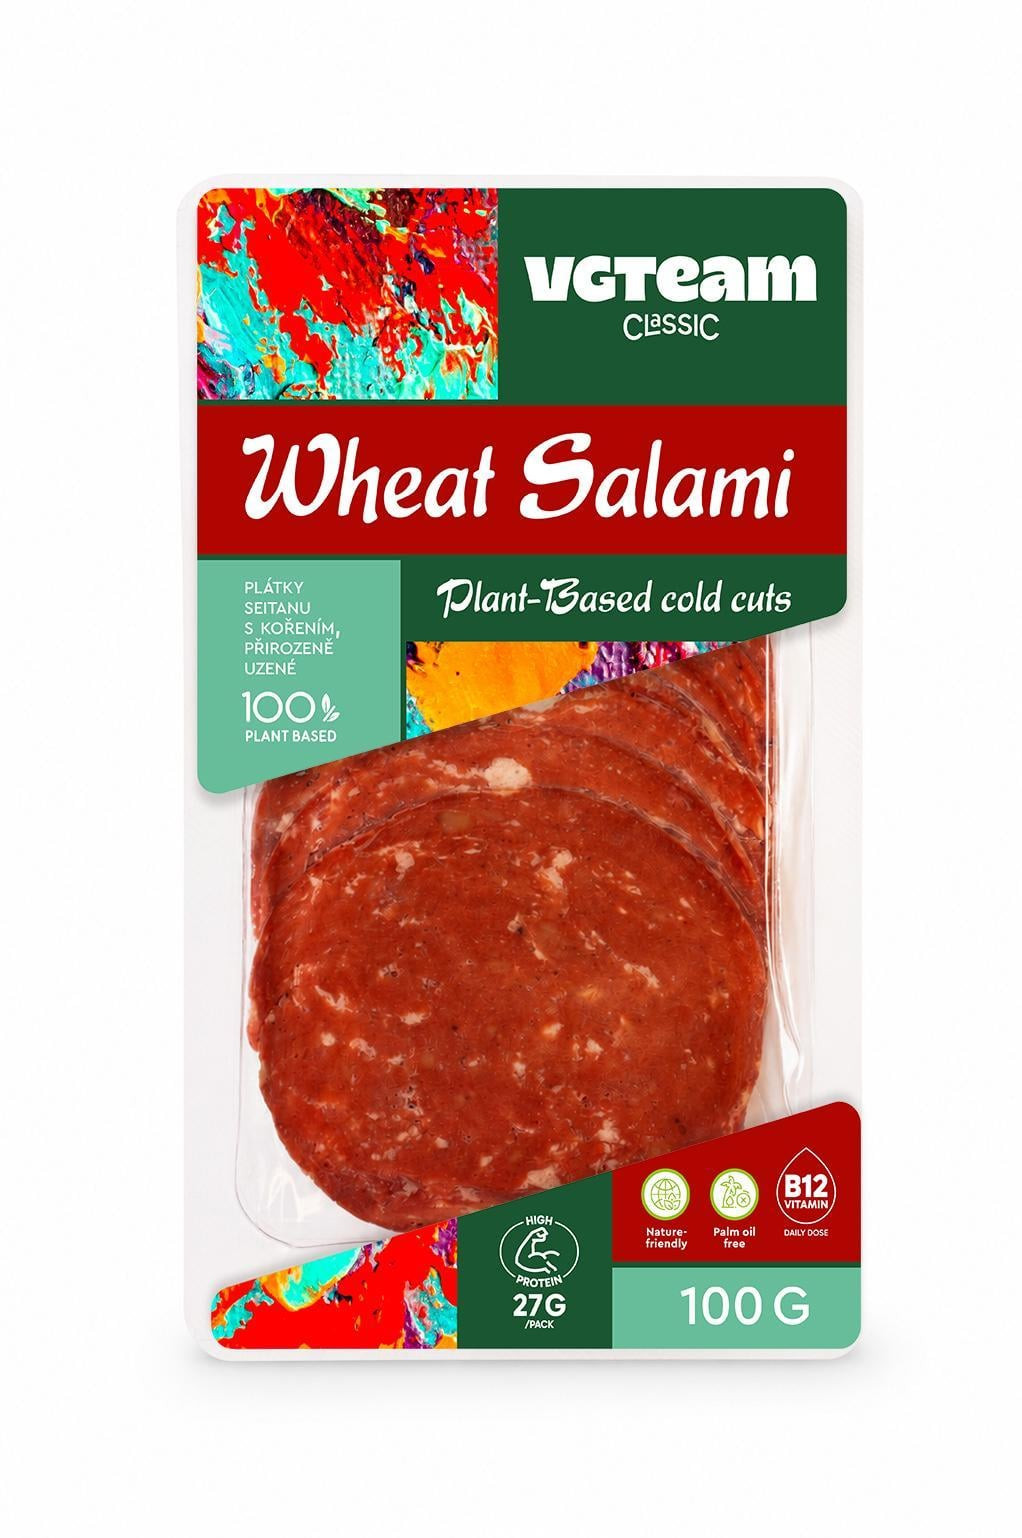 VGTeam
CLaSSIC
Wheat Salami
Plant-Based cold cuts
PLÁTKY
SEITANU
S KOŘENÍM,
PŘIROZENĚ
UZENÉ
100%
PLANT BASED
HIGH
PROTEIN
27G
/PACK
Nature-
friendly
Palm oil
free
B12
VITAMIN
DAILY DOSE
100 G